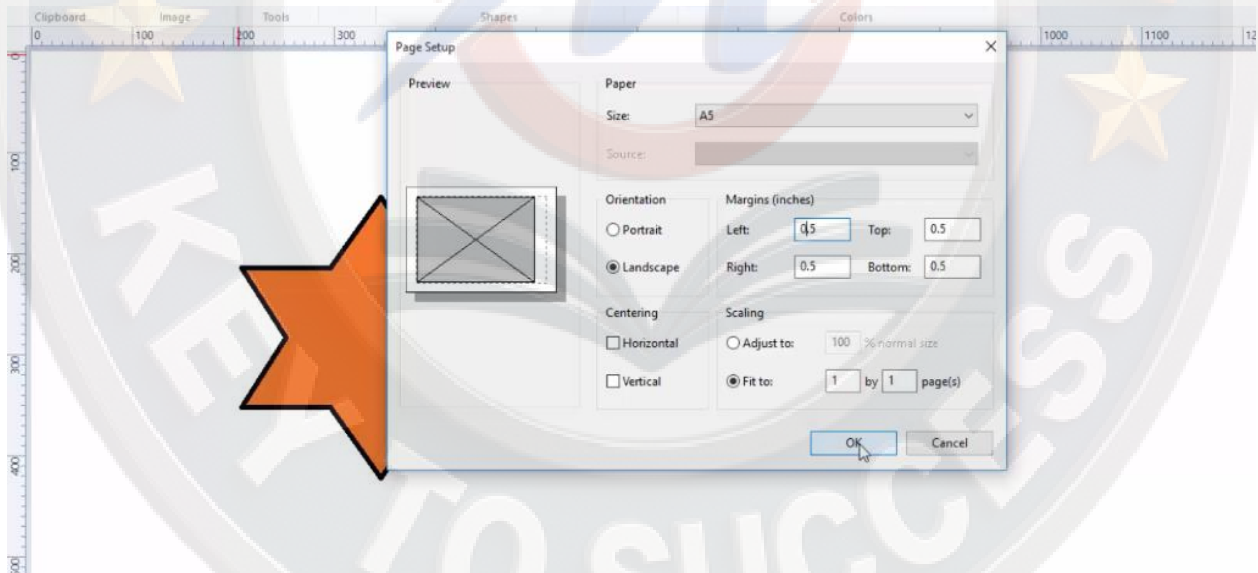 Clipboard Image Tools Shapes Colors
0 100 200 300 1000 1100 12
0
100
200
300
400
500
Page Setup
Preview
Paper
Size: A5
Source:
Orientation
Portrait
Landscape
Margins (inches)
Left: 0.5 Top: 0.5
Right: 0.5 Bottom: 0.5
Centering
Horizontal
Vertical
Scaling
Adjust to: 100 % normal size
Fit to: 1 by 1 page(s)
OK Cancel
KEY TO SUCCESS